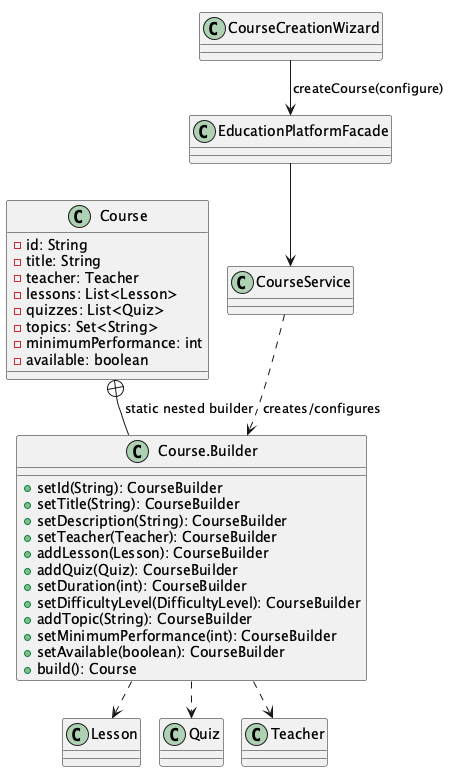 C CourseCreationWizard
createCourse(configure)
C EducationPlatformFacade
C Course
id: String
title: String
teacher: Teacher
lessons: List<Lesson>
quizzes: List<Quiz>
topics: Set<String>
minimumPerformance: int
available: boolean
C CourseService
static nested builder
creates/configures
C Course.Builder
setId(String): CourseBuilder
setTitle(String): CourseBuilder
setDescription(String): CourseBuilder
setTeacher(Teacher): CourseBuilder
addLesson(Lesson): CourseBuilder
addQuiz(Quiz): CourseBuilder
setDuration(int): CourseBuilder
setDifficultyLevel(DifficultyLevel): CourseBuilder
addTopic(String): CourseBuilder
setMinimumPerformance(int): CourseBuilder
setAvailable(boolean): CourseBuilder
build(): Course
C Lesson
C Quiz
C Teacher